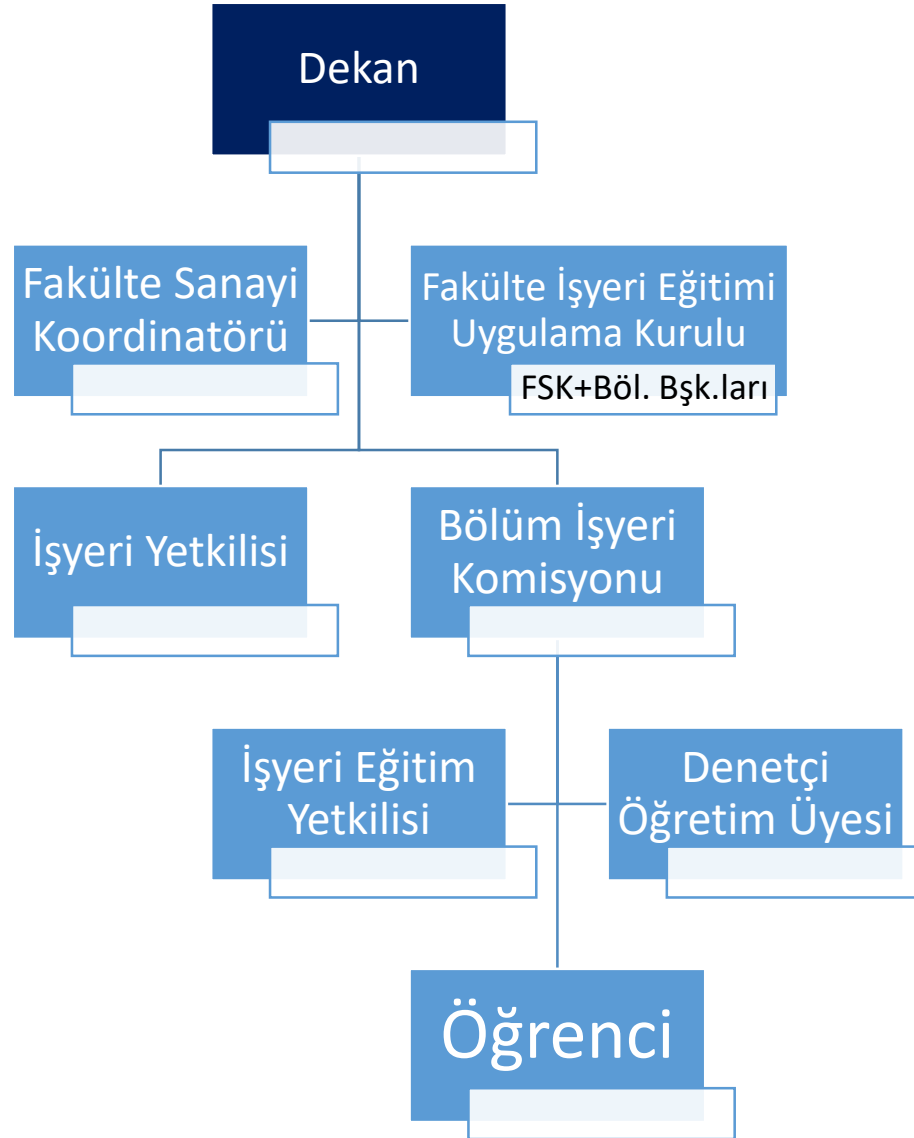 Dekan
Fakülte Sanayi
Koordinatörü
Fakülte İşyeri Eğitimi
Uygulama Kurulu
FSK+Böl. Bşk.ları
İşyeri Yetkilisi
Bölüm İşyeri
Komisyonu
İşyeri Eğitim
Yetkilisi
Denetçi
Öğretim Üyesi
Öğrenci